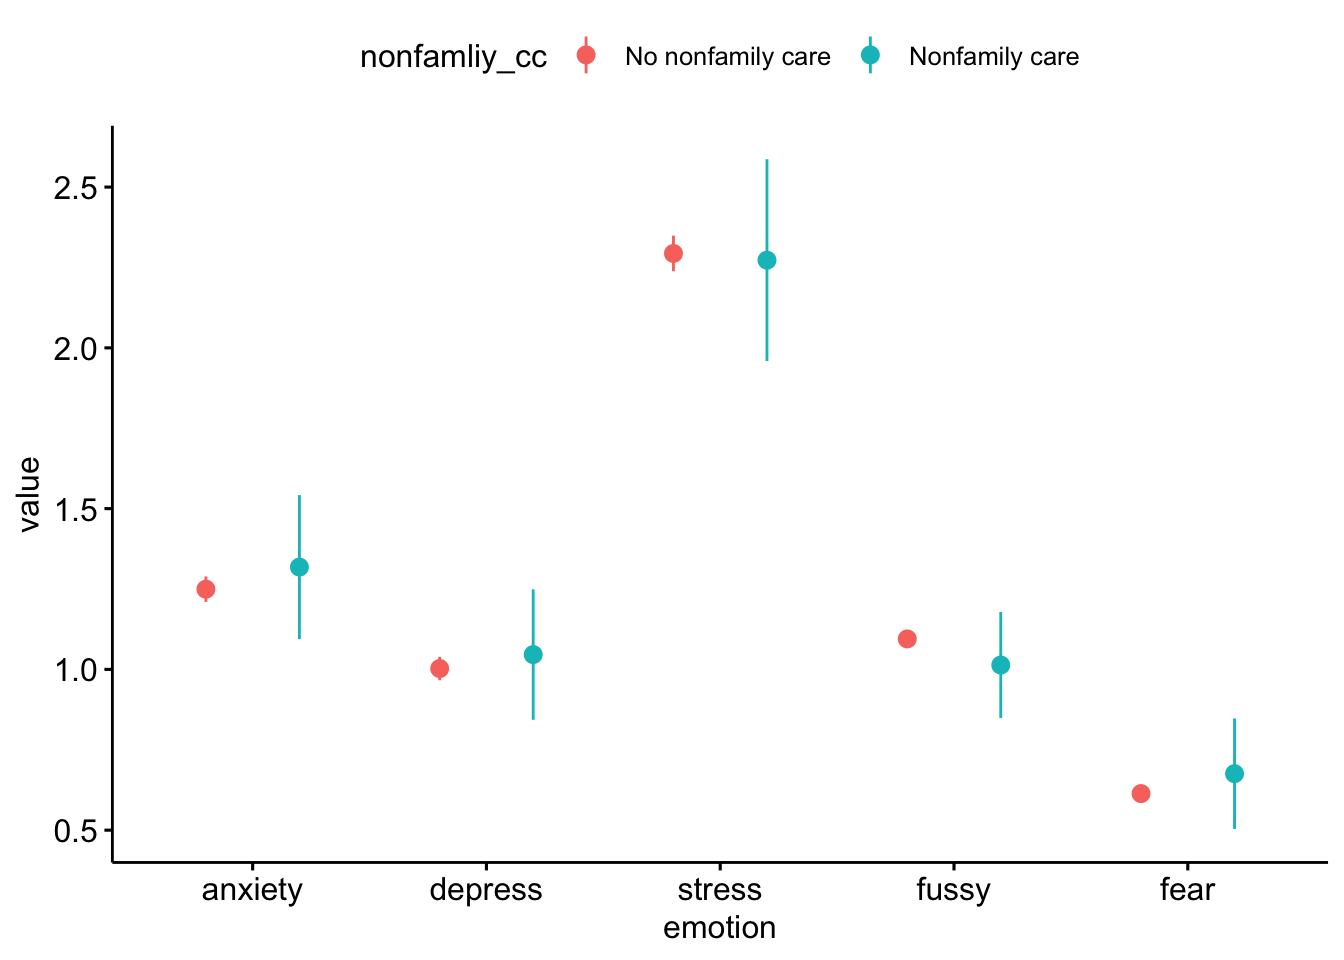 nonfamliy_cc No nonfamily care Nonfamily care
2.5
2.0
1.5
1.0
0.5
value
anxiety depress stress fussy fear
emotion